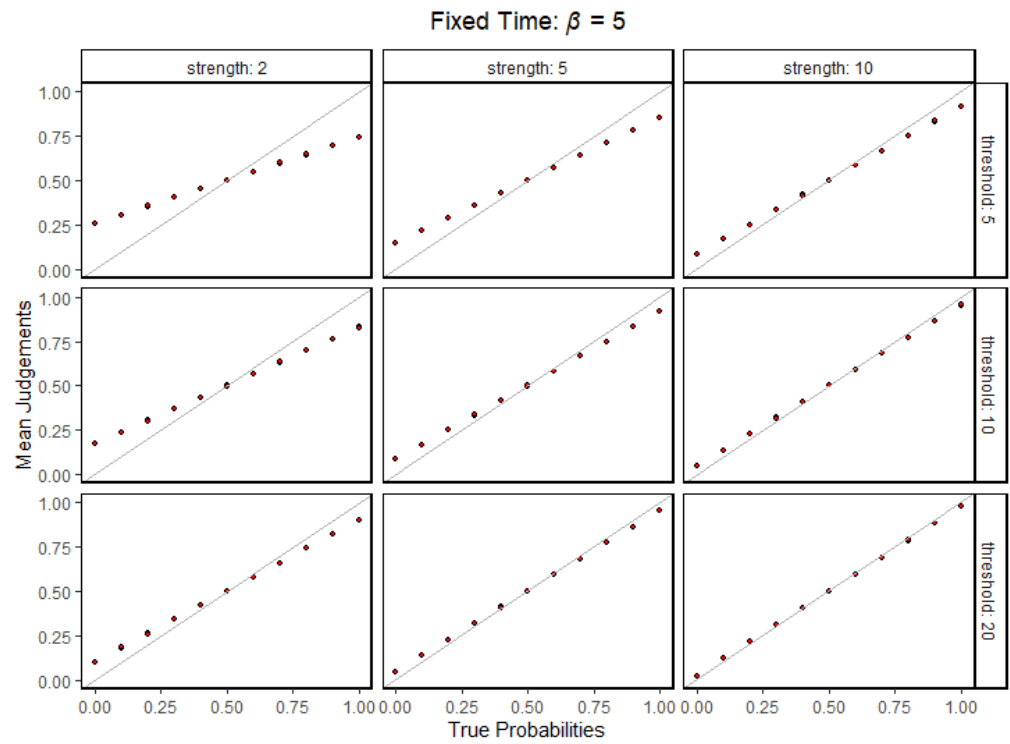 Fixed Time: β = 5
strength: 2
strength: 5
strength: 10
1.00
0.75
0.50
0.25
0.00
threshold: 5
1.00
0.75
0.50
0.25
0.00
threshold: 10
1.00
0.75
0.50
0.25
0.00
threshold: 20
Mean Judgements
0.00 0.25 0.50 0.75 1.00
0.00 0.25 0.50 0.75 1.00
0.00 0.25 0.50 0.75 1.00
True Probabilities